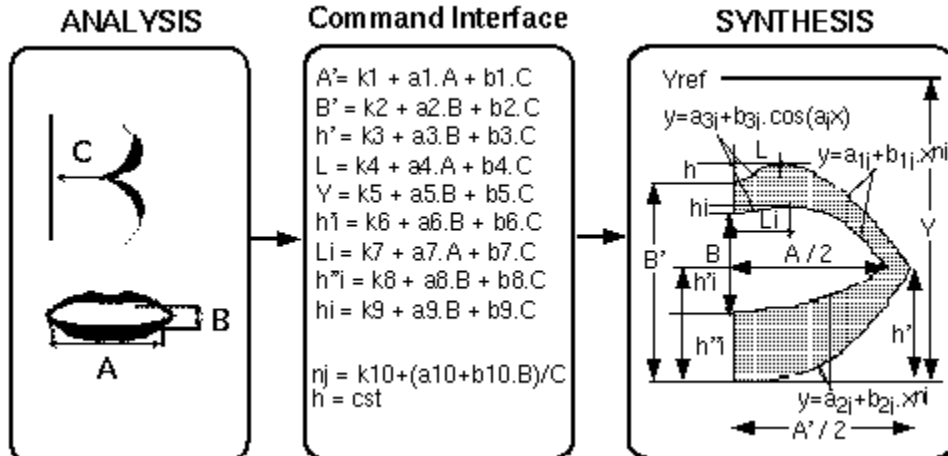 ANALYSIS
C
B
A
Command Interface
A'= k1 + a1.A + b1.C
B' = k2 + a2.B + b2.C
h' = k3 + a3.B + b3.C
L = k4 + a4.A + b4.C
Y = k5 + a5.B + b5.C
h'i = k6 + a6.B + b6.C
Li = k7 + a7.A + b7.C
h"i = k8 + a8.B + b8.C
hi = k9 + a9.B + b9.C
nj = k10+(a10+b10.B)/C
h = cst
SYNTHESIS
Yref
y=a3j+b3j.cos(ajx)
L
y=a1j+b1j.xnj
h
hi
Li
Y
B'
B
A / 2
h'i
h"i
h'
y=a2j+b2j.xnj
A' / 2